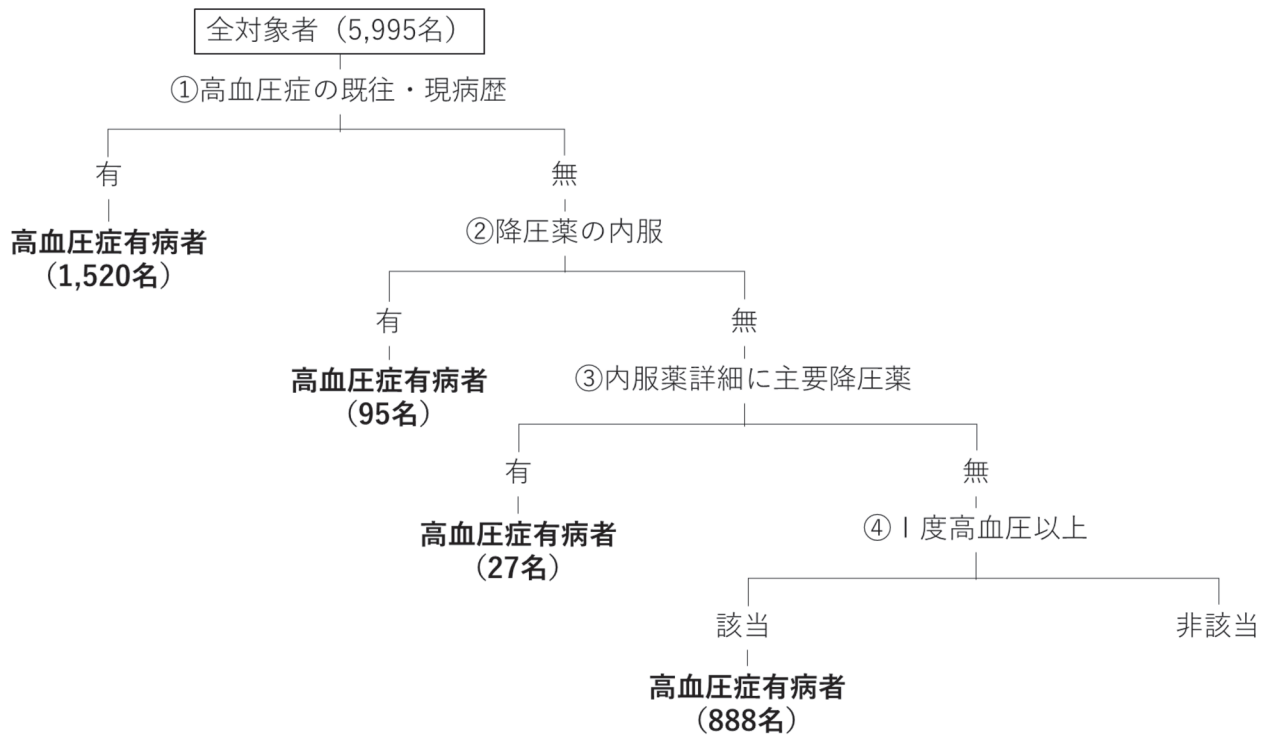 全対象者（5,995名）
①高血圧症の既往・現病歴
有
無
高血圧症有病者
（1,520名）
②降圧薬の内服
有
無
高血圧症有病者
（95名）
③内服薬詳細に主要降圧薬
有
無
高血圧症有病者
（27名）
④Ⅰ度高血圧以上
該当
非該当
高血圧症有病者
（888名）